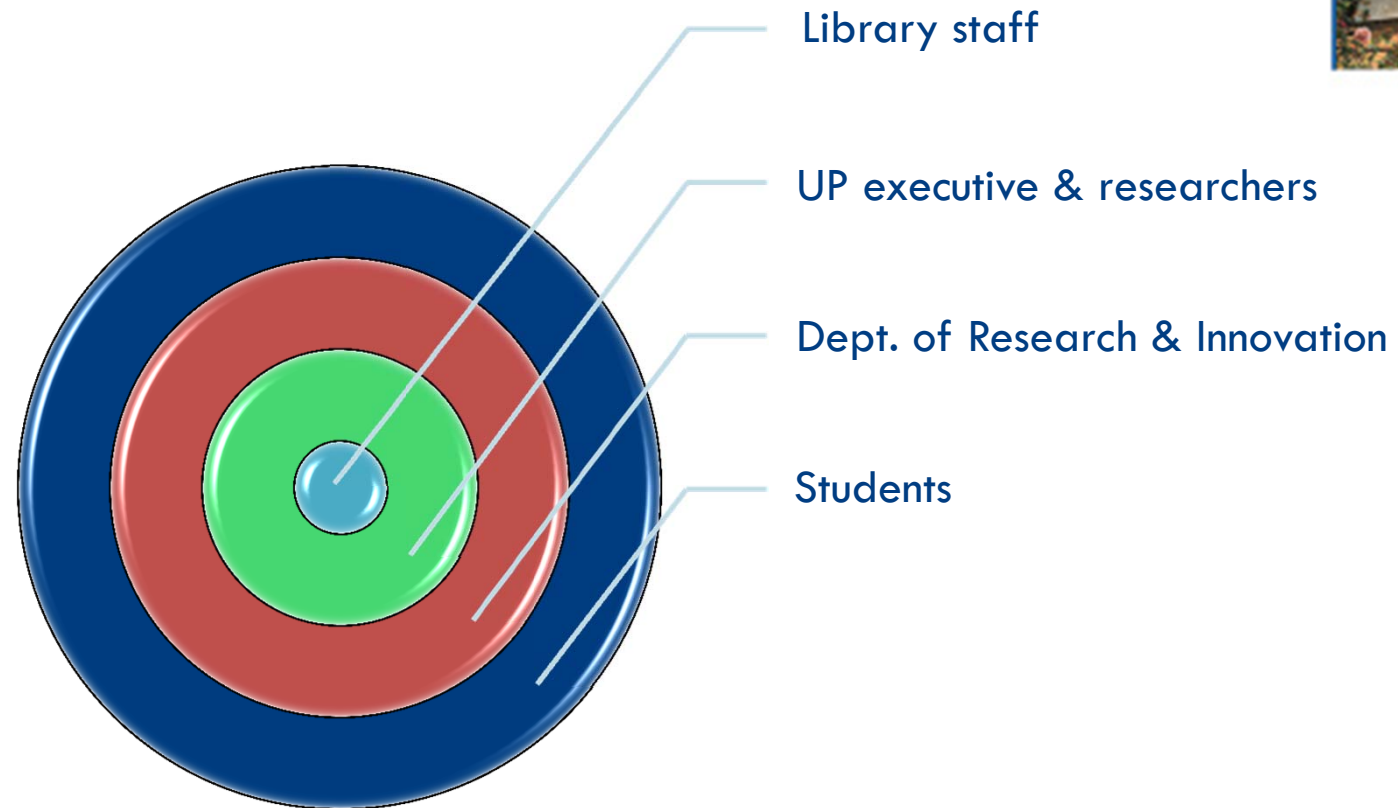 Library staff
UP executive & researchers
Dept. of Research & Innovation
Students